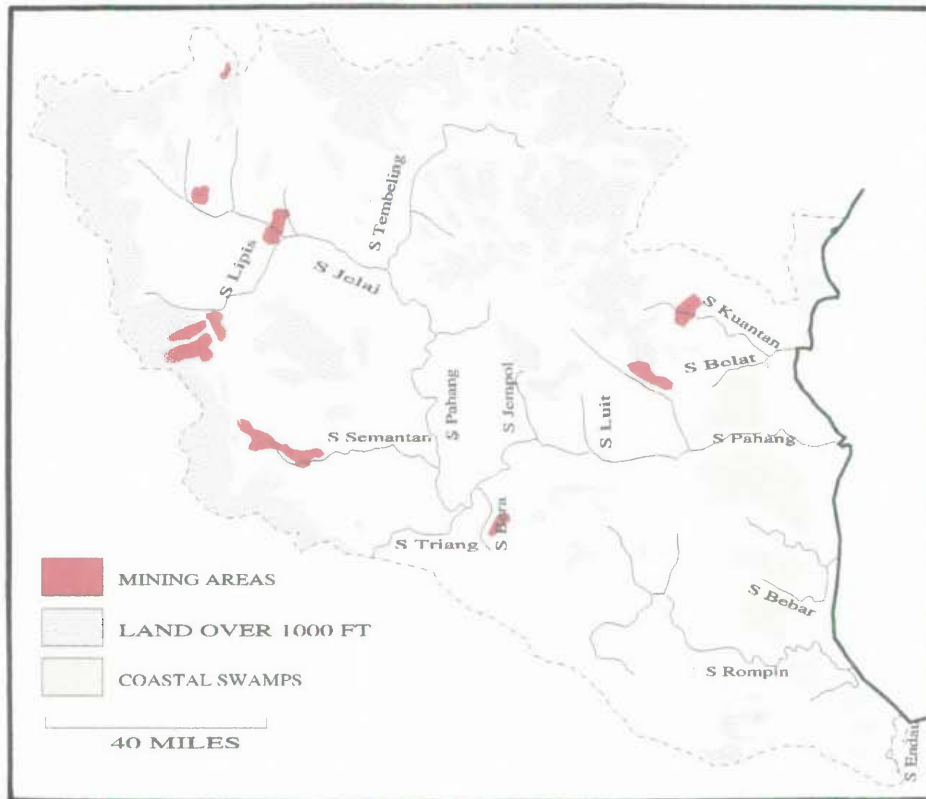 S Tembeling
S Lipis
S Jelai
S Kuantan
S Belat
S Pahang
S Jempol
S Luit
S Semantan
S Pahang
S Bera
S Triang
S Bebar
S Rompin
S Endau
MINING AREAS
LAND OVER 1000 FT
COASTAL SWAMPS
40 MILES